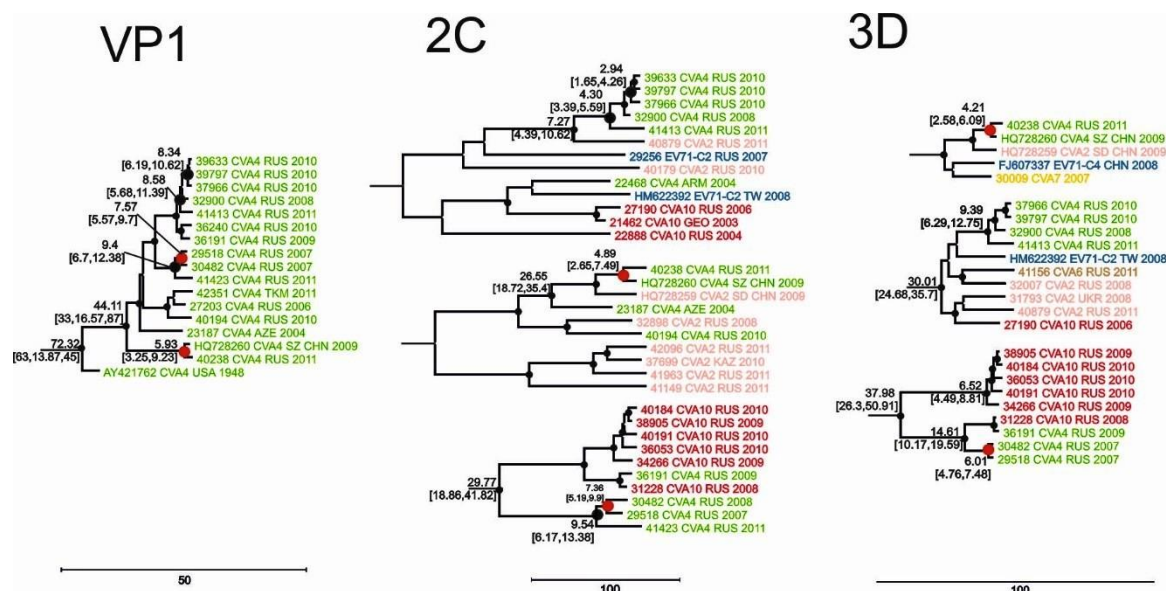 VP1
8.34
[6.19,10.62]
8.58
[5.68,11.39]
7.57
[5.57,9.7]
9.4
[6.7,12.38]
44.11
[33,16.57,87]
72.32
[63,13.87,45]
5.93
[3.25,9.23]
39633 CVA4 RUS 2010
39797 CVA4 RUS 2010
37966 CVA4 RUS 2010
32900 CVA4 RUS 2008
41413 CVA4 RUS 2011
36240 CVA4 RUS 2010
36191 CVA4 RUS 2009
29518 CVA4 RUS 2007
30482 CVA4 RUS 2007
41423 CVA4 RUS 2011
42351 CVA4 TKM 2011
27203 CVA4 RUS 2006
40194 CVA4 RUS 2010
23187 CVA4 AZE 2004
HQ728260 CVA4 SZ CHN 2009
40238 CVA4 RUS 2011
AY421762 CVA4 USA 1948
50
2C
2.94
[1.65,4.26]
4.30
[3.39,5.59]
7.27
[4.39,10.62]
39633 CVA4 RUS 2010
39797 CVA4 RUS 2010
37966 CVA4 RUS 2010
32900 CVA4 RUS 2008
41413 CVA4 RUS 2011
40879 CVA2 RUS 2011
29256 EV71-C2 RUS 2007
40179 CVA2 RUS 2010
22468 CVA4 ARM 2004
HM622392 EV71-C2 TW 2008
27190 CVA10 RUS 2006
21462 CVA10 GEO 2003
22888 CVA10 RUS 2004
4.89
[2.65,7.49]
26.55
[18.72,35.4]
40238 CVA4 RUS 2011
HQ728260 CVA4 SZ CHN 2009
HQ728259 CVA2 SD CHN 2009
23187 CVA4 AZE 2004
32898 CVA2 RUS 2008
40194 CVA4 RUS 2010
42096 CVA2 RUS 2011
37699 CVA2 KAZ 2010
41963 CVA2 RUS 2011
41149 CVA2 RUS 2011
40184 CVA10 RUS 2010
38905 CVA10 RUS 2009
40191 CVA10 RUS 2010
36053 CVA10 RUS 2010
34266 CVA10 RUS 2009
36191 CVA4 RUS 2009
31228 CVA10 RUS 2008
30482 CVA4 RUS 2008
29518 CVA4 RUS 2007
41423 CVA4 RUS 2011
29.77
[18.86,41.82]
7.36
[5.19,9.9]
9.54
[6.17,13.38]
100
3D
4.21
[2.58,6.09]
40238 CVA4 RUS 2011
HQ728260 CVA4 SZ CHN 2009
HQ728259 CVA2 SD CHN 2009
FJ607337 EV71-C4 CHN 2008
30009 CVA7 2007
9.39
[6.29,12.75]
30.01
[24.68,35.7]
37966 CVA4 RUS 2010
39797 CVA4 RUS 2010
32900 CVA4 RUS 2008
41413 CVA4 RUS 2011
HM622392 EV71-C2 TW 2008
41156 CVA6 RUS 2011
32007 CVA2 RUS 2008
31793 CVA2 UKR 2008
40879 CVA2 RUS 2011
27190 CVA10 RUS 2006
38905 CVA10 RUS 2009
40184 CVA10 RUS 2010
36053 CVA10 RUS 2010
40191 CVA10 RUS 2010
34266 CVA10 RUS 2009
31228 CVA10 RUS 2008
36191 CVA4 RUS 2009
30482 CVA4 RUS 2007
29518 CVA4 RUS 2007
37.98
[26.3,50.91]
6.52
[4.49,8.81]
14.61
[10.17,19.59]
6.01
[4.76,7.48]
100